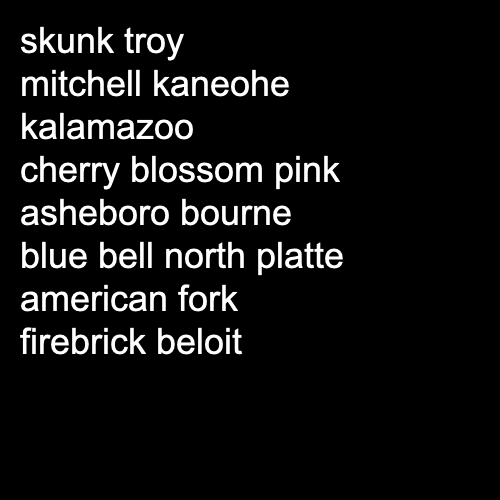 skunk troy
mitchell kaneohe
kalamazoo
cherry blossom pink
asheboro bourne
blue bell north platte
american fork
firebrick beloit